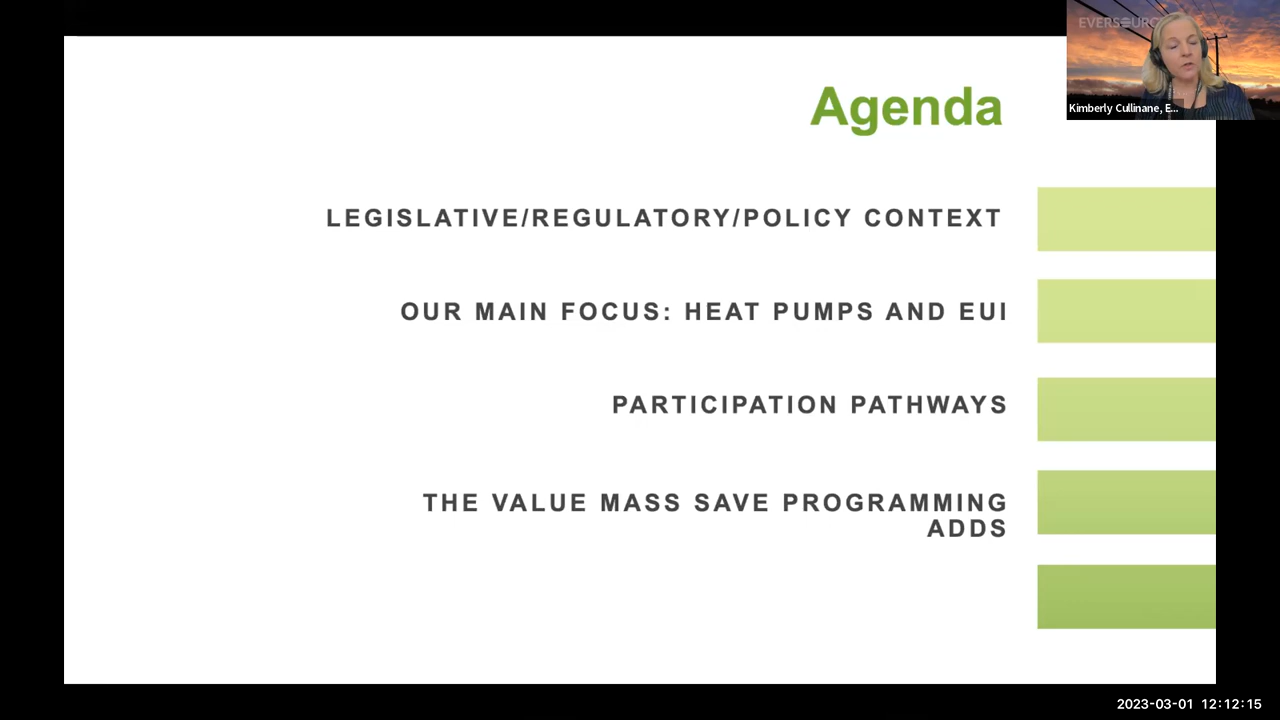 EVERSOURC
Agenda
Kimberly Cullinane, E...
LEGISLATIVE/REGULATORY/POLICY CONTEXT
OUR MAIN FOCUS: HEAT PUMPS AND EUI
PARTICIPATION PATHWAYS
THE VALUE MASS SAVE PROGRAMMING
ADDS
2023-03-01 12:12:15